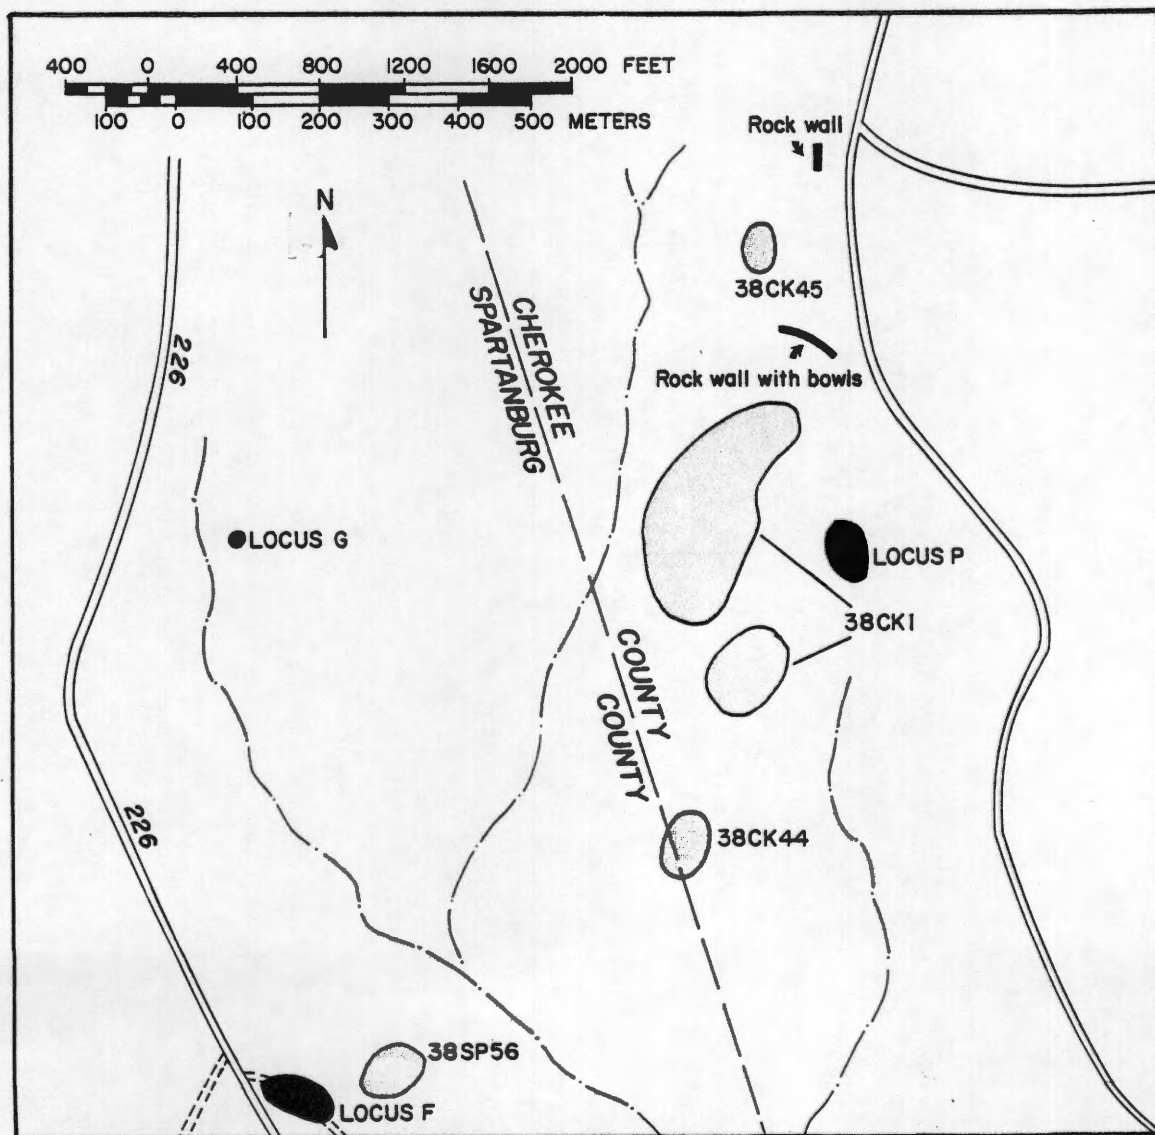 400 0 400 800 1200 1600 2000 FEET
100 0 100 200 300 400 500 METERS
Rock wall
N
38CK45
CHEROKEE
SPARTANBURG
226
Rock wall with bowls
LOCUS G
LOCUS P
38CK1
COUNTY
COUNTY
226
38CK44
38SP56
LOCUS F